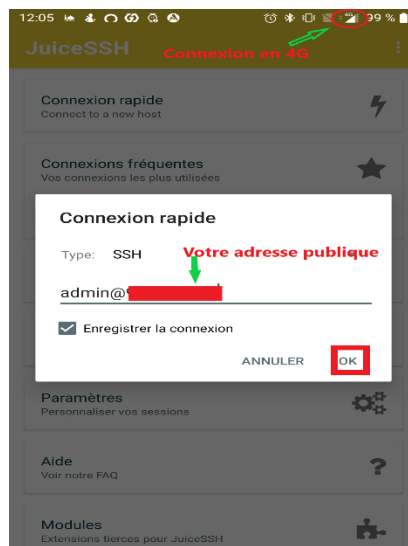 12:05 4G 99 %
JuiceSSH
Connexion en 4G
Connexion rapide
Connect to a new host
Connexions fréquentes
Vos connexions les plus utilisées
Connexion rapide
Type: SSH
Votre adresse publique
admin@
Enregistrer la connexion
ANNULER OK
Paramètres
Personnaliser vos sessions
Aide
Voir notre FAQ
Modules
Extensions tierces pour JuiceSSH